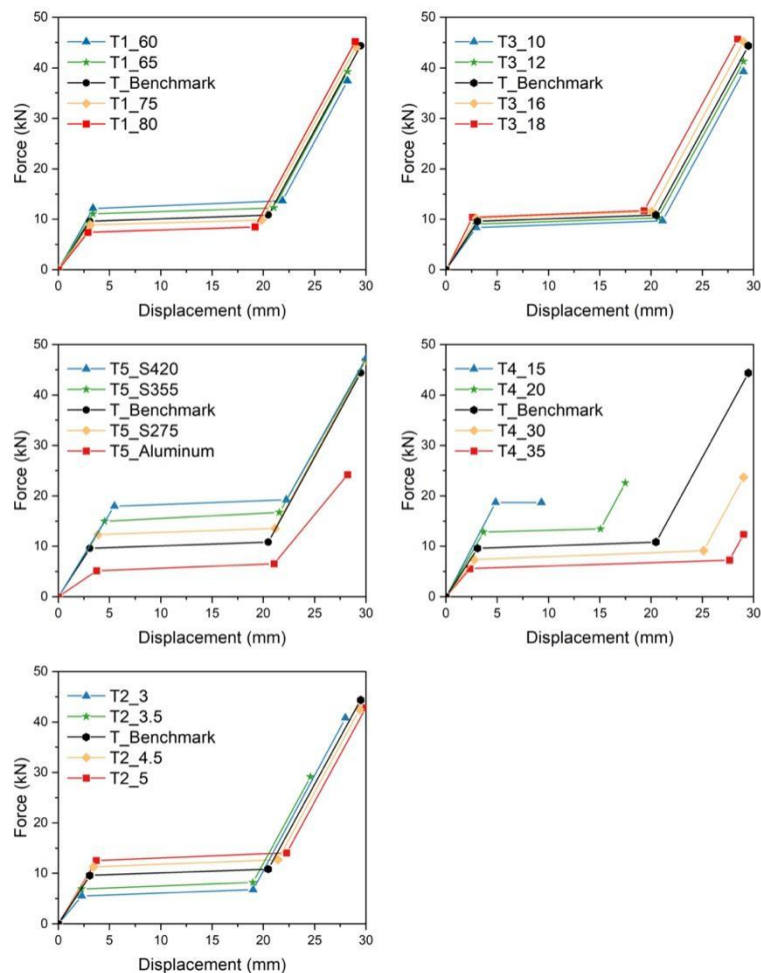 50
40
30
20
10
0
Force (kN)
T1_60
T1_65
T_Benchmark
T1_75
T1_80
0 5 10 15 20 25 30
Displacement (mm)
50
40
30
20
10
0
Force (kN)
T3_10
T3_12
T_Benchmark
T3_16
T3_18
0 5 10 15 20 25 30
Displacement (mm)
50
40
30
20
10
0
Force (kN)
T5_S420
T5_S355
T_Benchmark
T5_S275
T5_Aluminum
0 5 10 15 20 25 30
Displacement (mm)
50
40
30
20
10
0
Force (kN)
T4_15
T4_20
T_Benchmark
T4_30
T4_35
0 5 10 15 20 25 30
Displacement (mm)
50
40
30
20
10
0
Force (kN)
T2_3
T2_3.5
T_Benchmark
T2_4.5
T2_5
0 5 10 15 20 25 30
Displacement (mm)